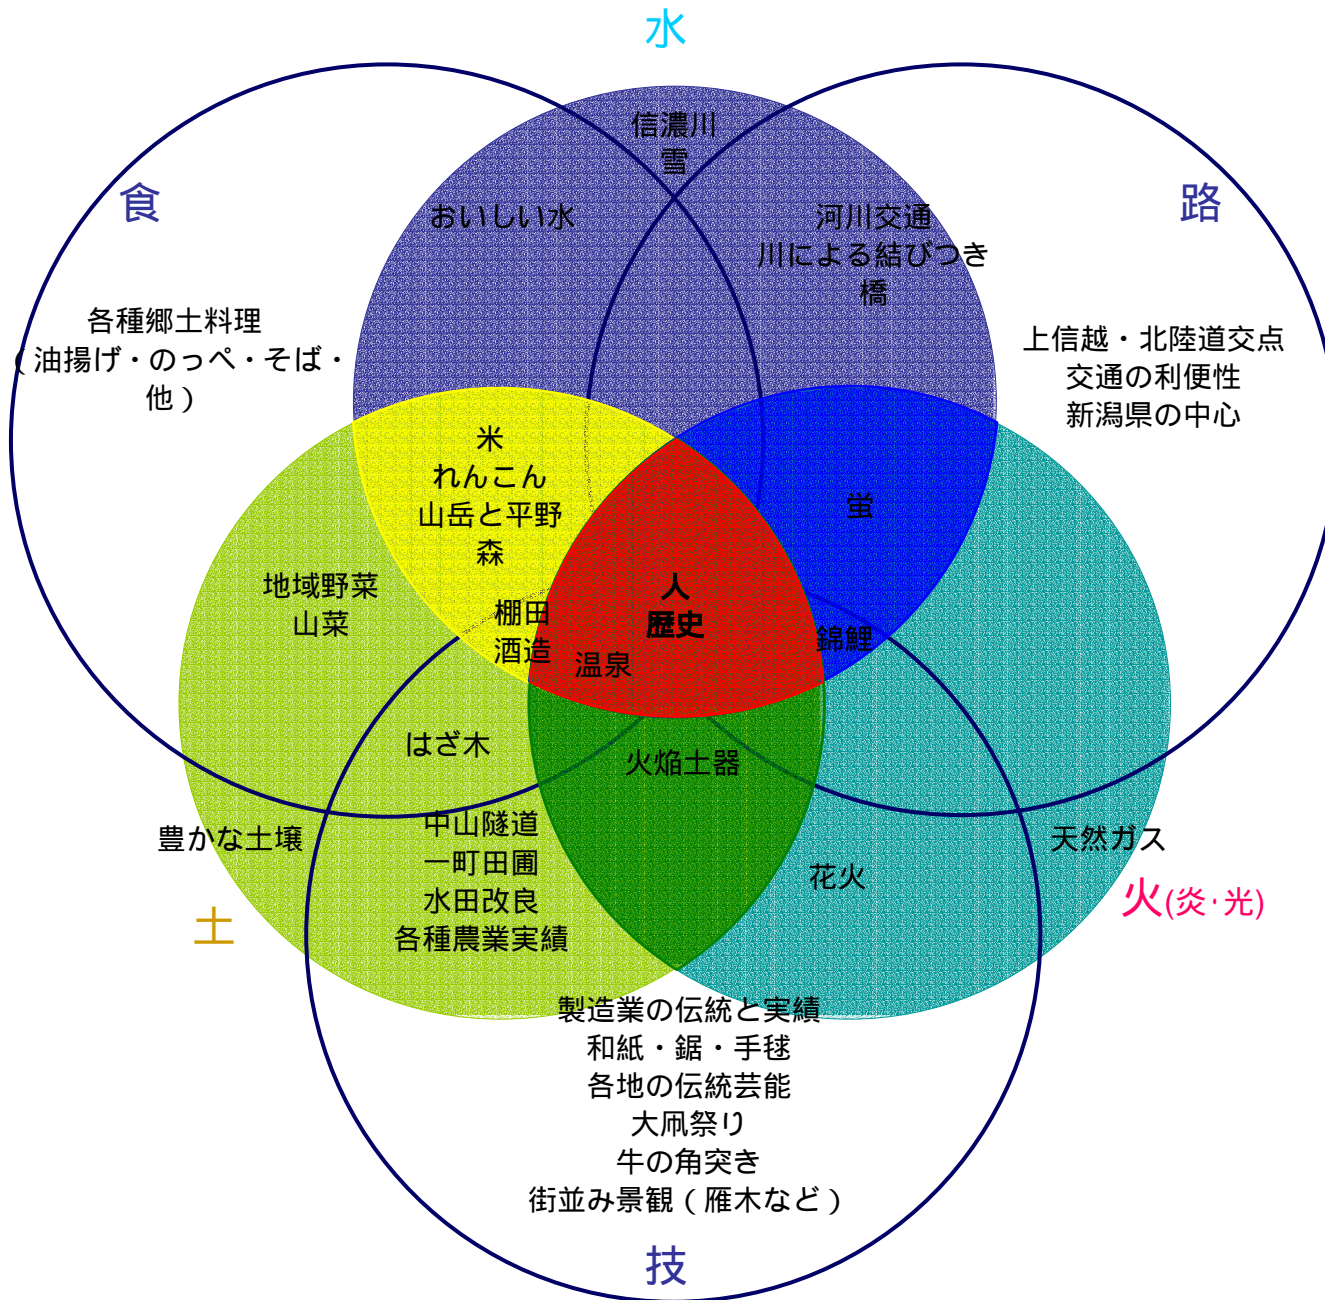 水
信濃川
雪
食
路
おいしい水
河川交通
川による結びつき
橋
各種郷土料理
（油揚げ・のっぺ・そば・
他）
上信越・北陸道交点
交通の利便性
新潟県の中心
米
れんこん
山岳と平野
森
蛍
地域野菜
山菜
人
歴史
棚田
酒造
温泉
錦鯉
はざ木
火焔土器
豊かな土壌
中山隧道
一町田圃
水田改良
各種農業実績
天然ガス
花火
土
火(炎・光)
製造業の伝統と実績
和紙・鋸・手毬
各地の伝統芸能
大凧祭り
牛の角突き
街並み景観（雁木など）
技